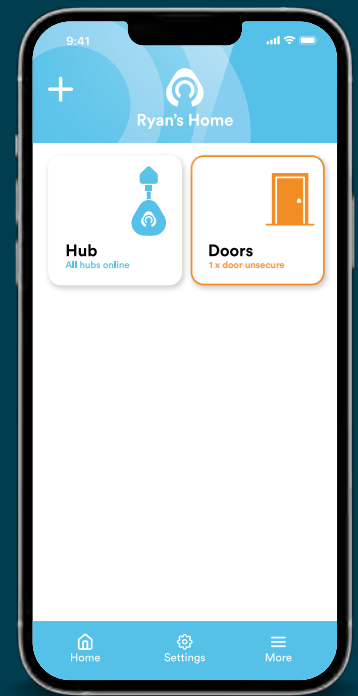 9:41
Ryan's Home
Hub
All hubs online
Doors
1 x door unsecure
Home
Settings
More